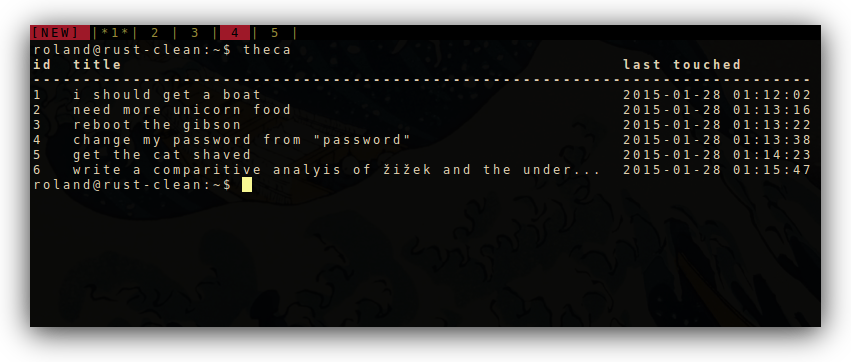 [NEW] |*1*| 2 | 3 | 4 | 5 |
roland@rust-clean:~$ theca
id title last touched
------------------------------------------------------------------------------
1 i should get a boat 2015-01-28 01:12:02
2 need more unicorn food 2015-01-28 01:13:16
3 reboot the gibson 2015-01-28 01:13:22
4 change my password from "password" 2015-01-28 01:13:38
5 get the cat shaved 2015-01-28 01:14:23
6 write a comparitive analyis of žižek and the under... 2015-01-28 01:15:47
roland@rust-clean:~$